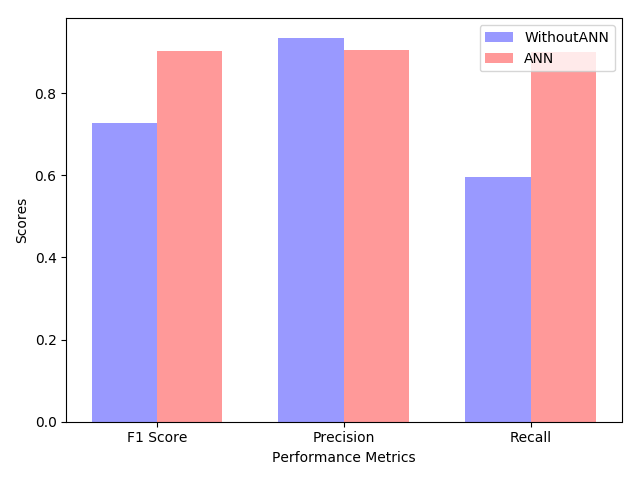 WithoutANN
ANN
0.8
0.6
0.4
0.2
0.0
Scores
F1 Score
Precision
Recall
Performance Metrics